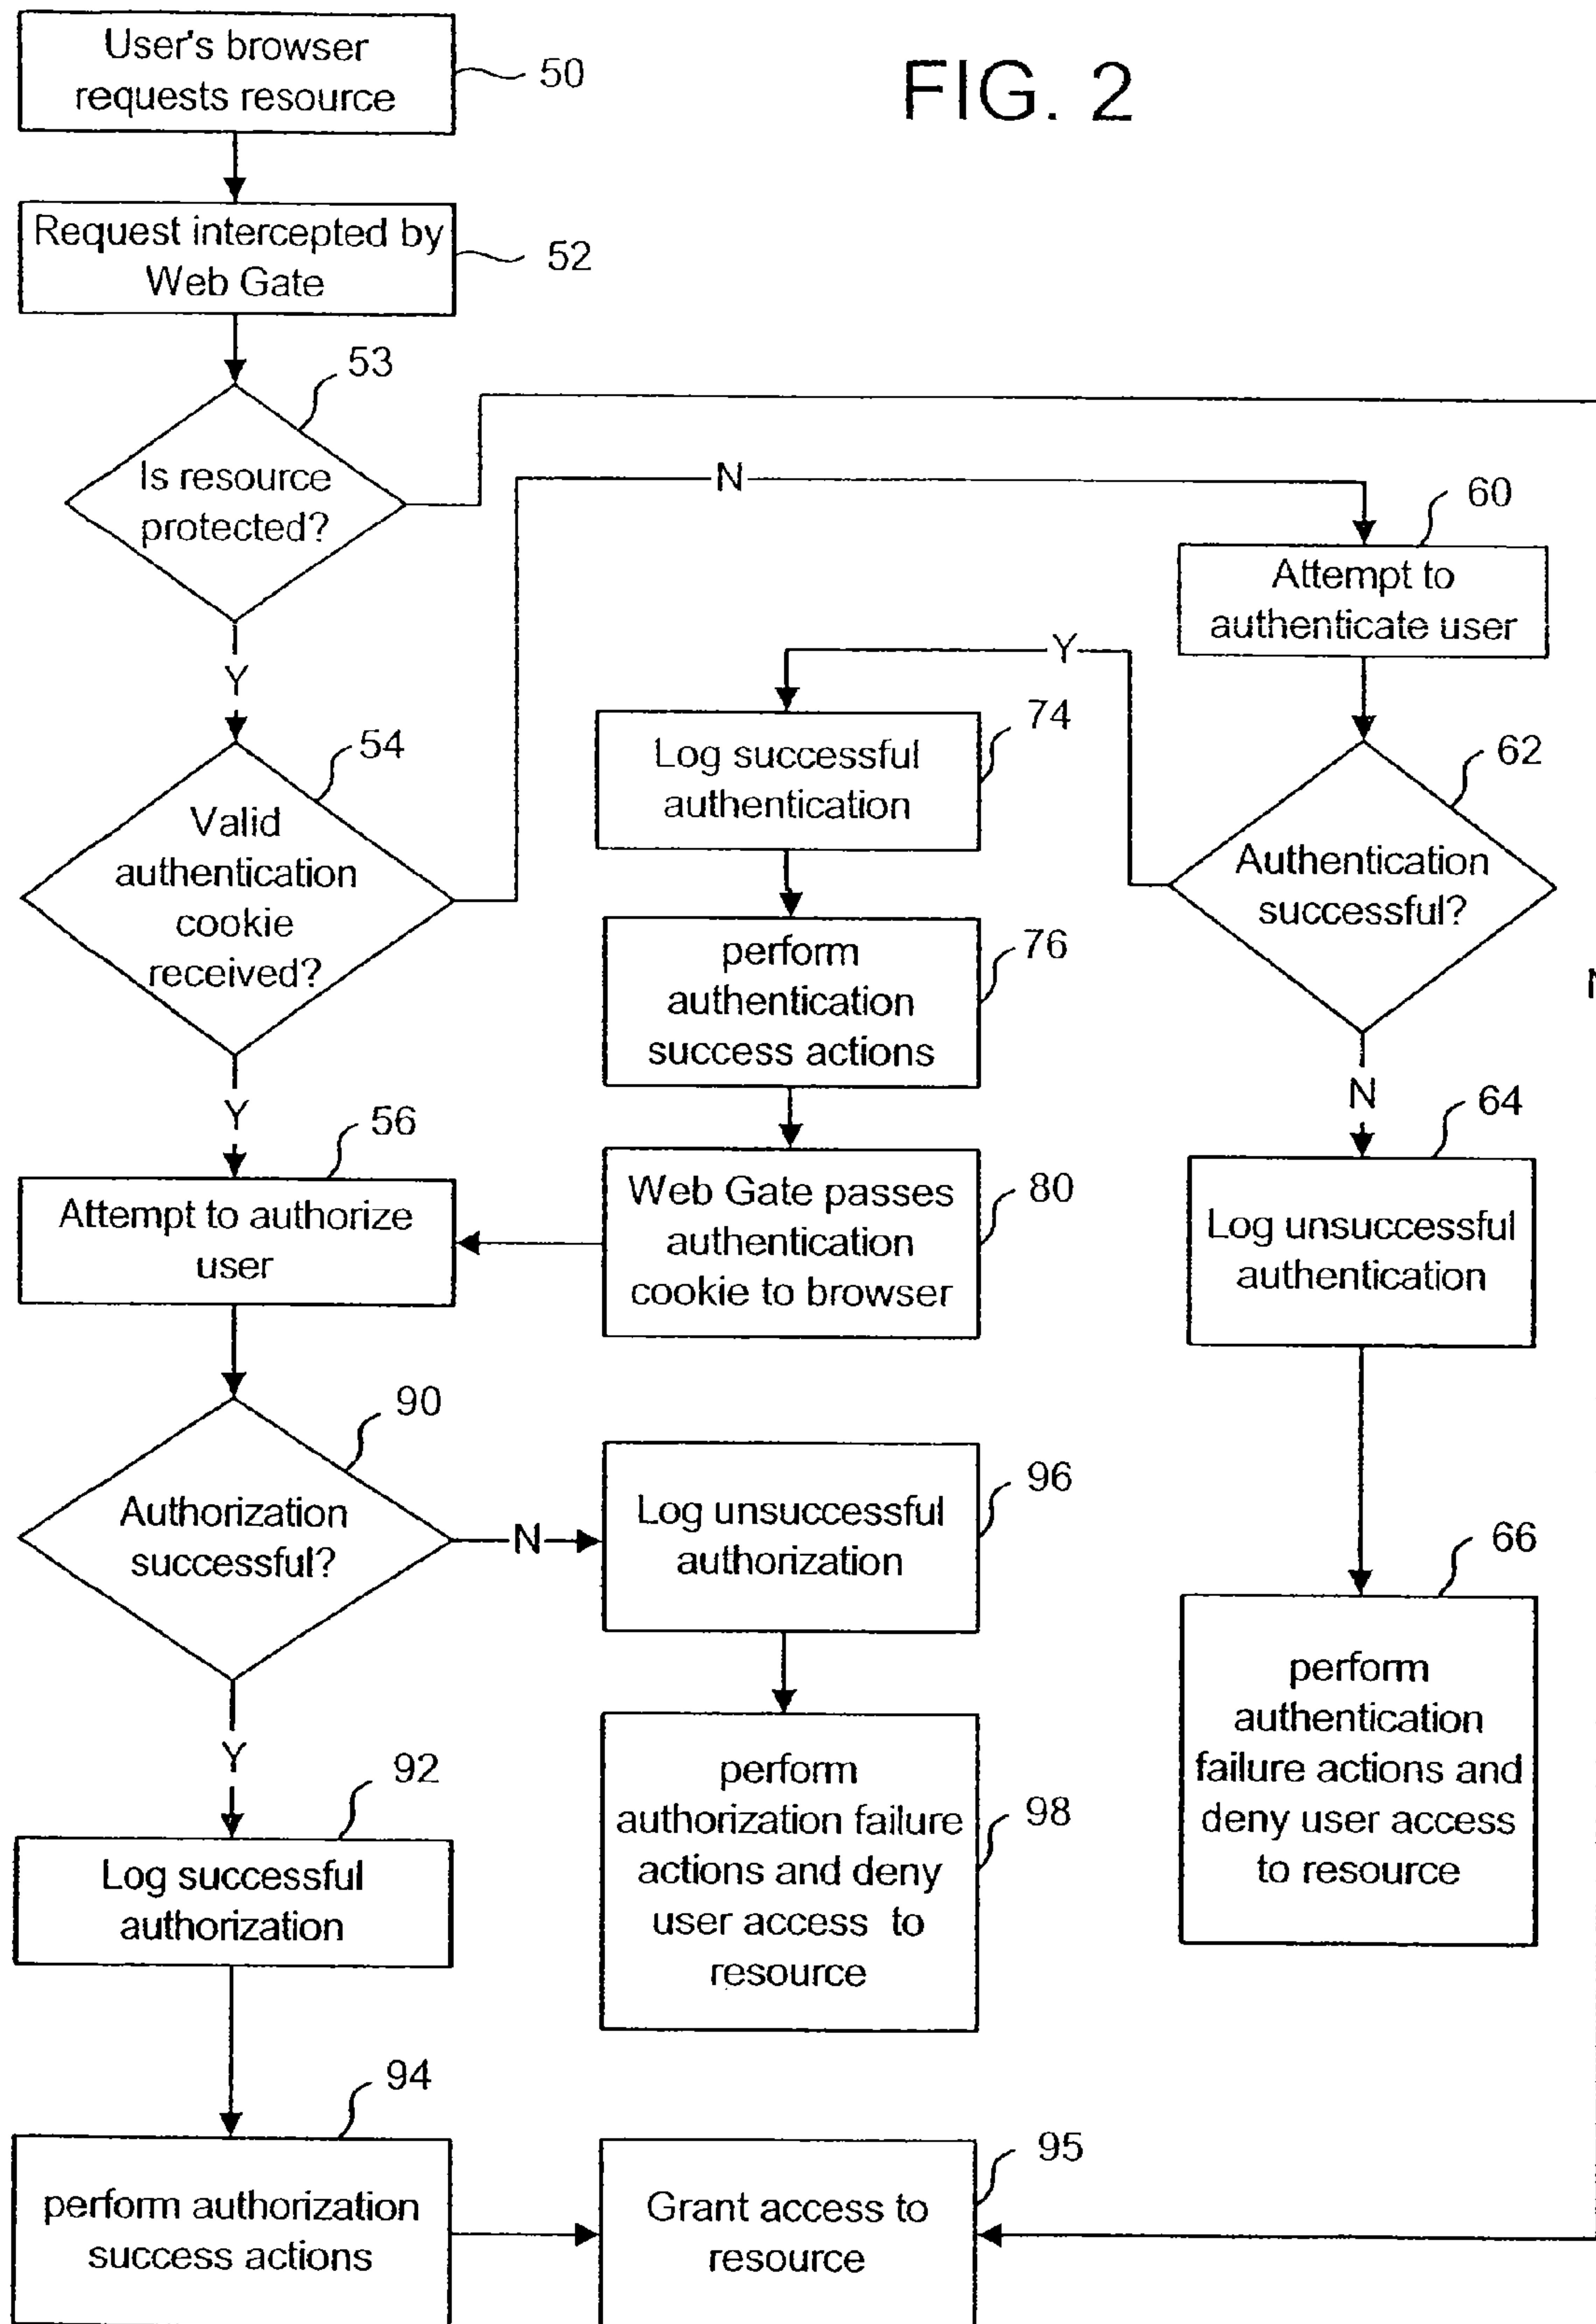 User's browser
requests resource
50
FIG. 2
Request intercepted by
Web Gate
52
53
Is resource
protected?
N
60
Attempt to
authenticate user
Y
Y
54
Valid
authentication
cookie
received?
74
Log successful
authentication
62
Authentication
successful?
76
perform
authentication
success actions
N
Y
56
Attempt to authorize
user
80
Web Gate passes
authentication
cookie to browser
N
64
Log unsuccessful
authentication
90
Authorization
successful?
N
96
Log unsuccessful
authorization
66
perform
authentication
failure actions and
deny user access
to resource
Y
92
Log successful
authorization
98
perform
authorization failure
actions and deny
user access to
resource
94
perform authorization
success actions
95
Grant access to
resource